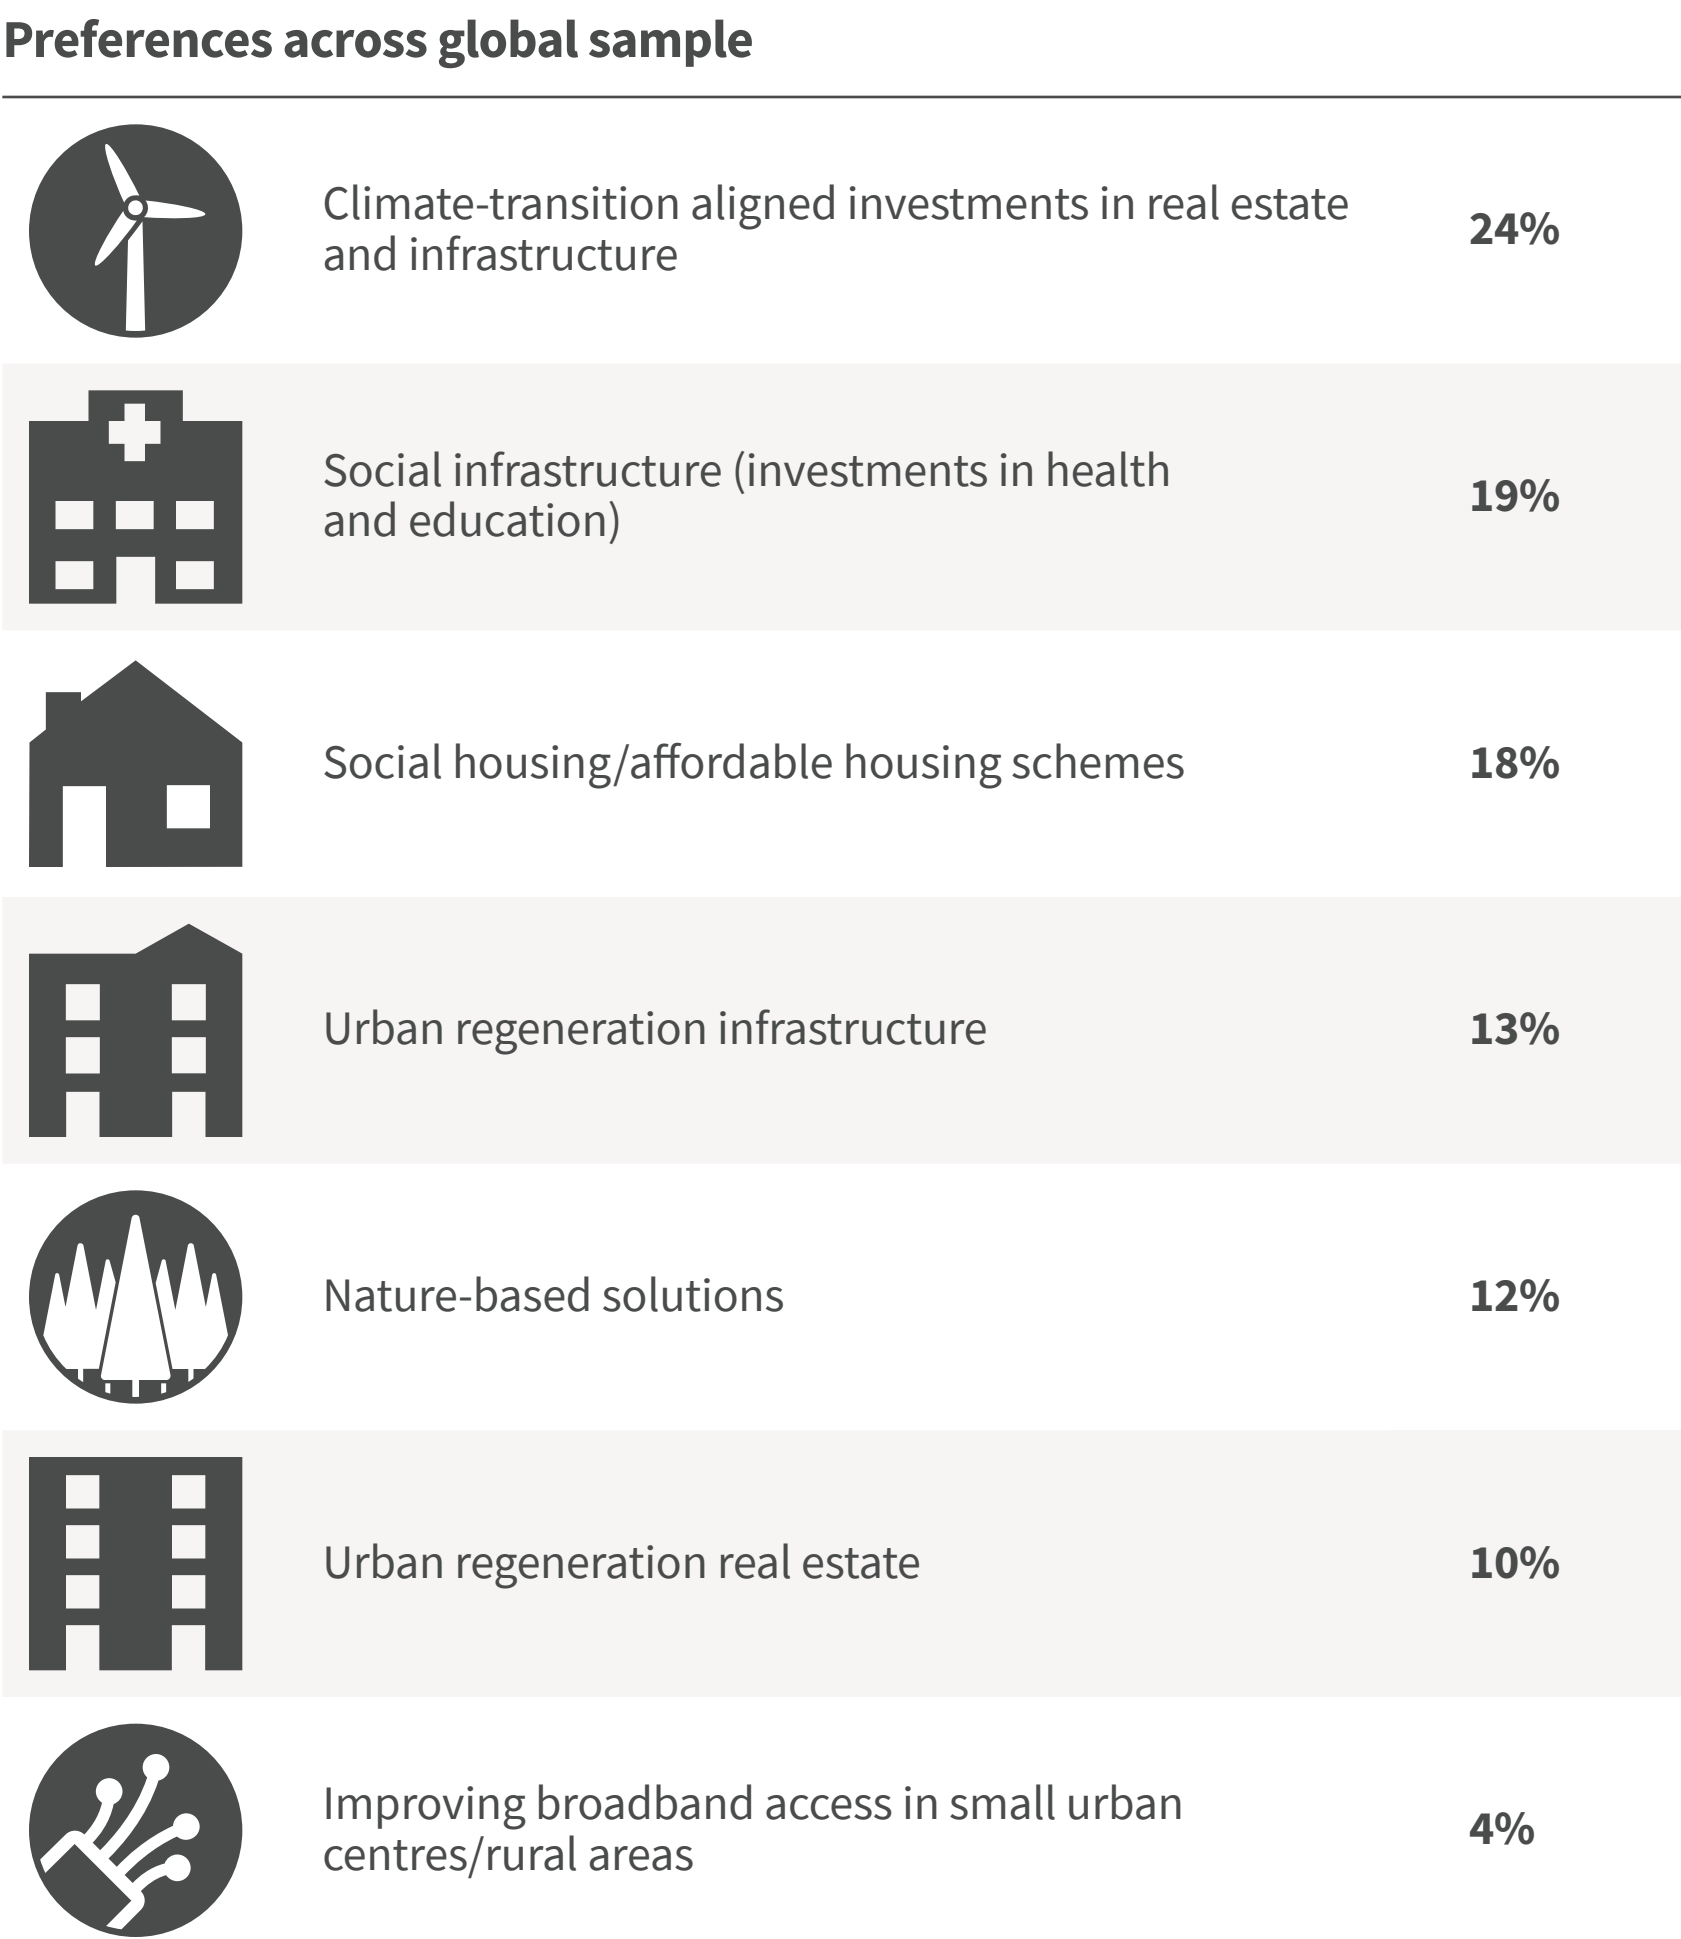 Preferences across global sample
Climate-transition aligned investments in real estate
and infrastructure
24%
Social infrastructure (investments in health
and education)
19%
Social housing/affordable housing schemes
18%
Urban regeneration infrastructure
13%
Nature-based solutions
12%
Urban regeneration real estate
10%
Improving broadband access in small urban
centres/rural areas
4%